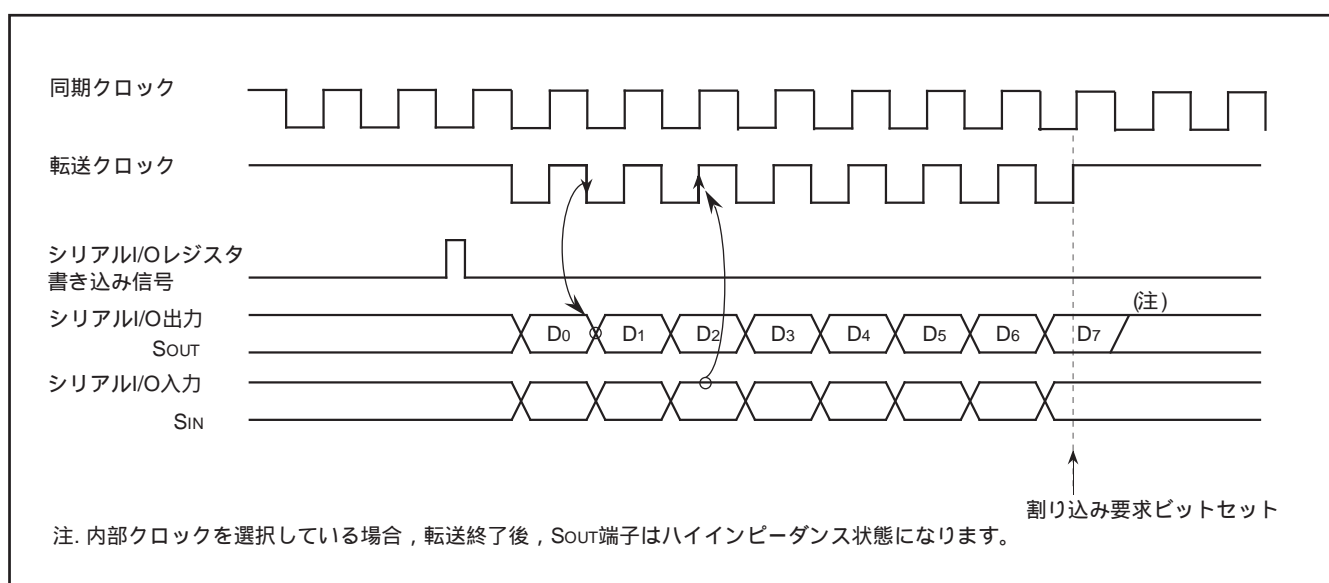 同期クロック
転送クロック
シリアルI/Oレジスタ
書き込み信号
シリアルI/O出力
SOUT
D0 D1 D2 D3 D4 D5 D6 D7
(注)
シリアルI/O入力
SIN
割り込み要求ビットセット
注. 内部クロックを選択している場合，転送終了後，SOUT端子はハイインピーダンス状態になります。